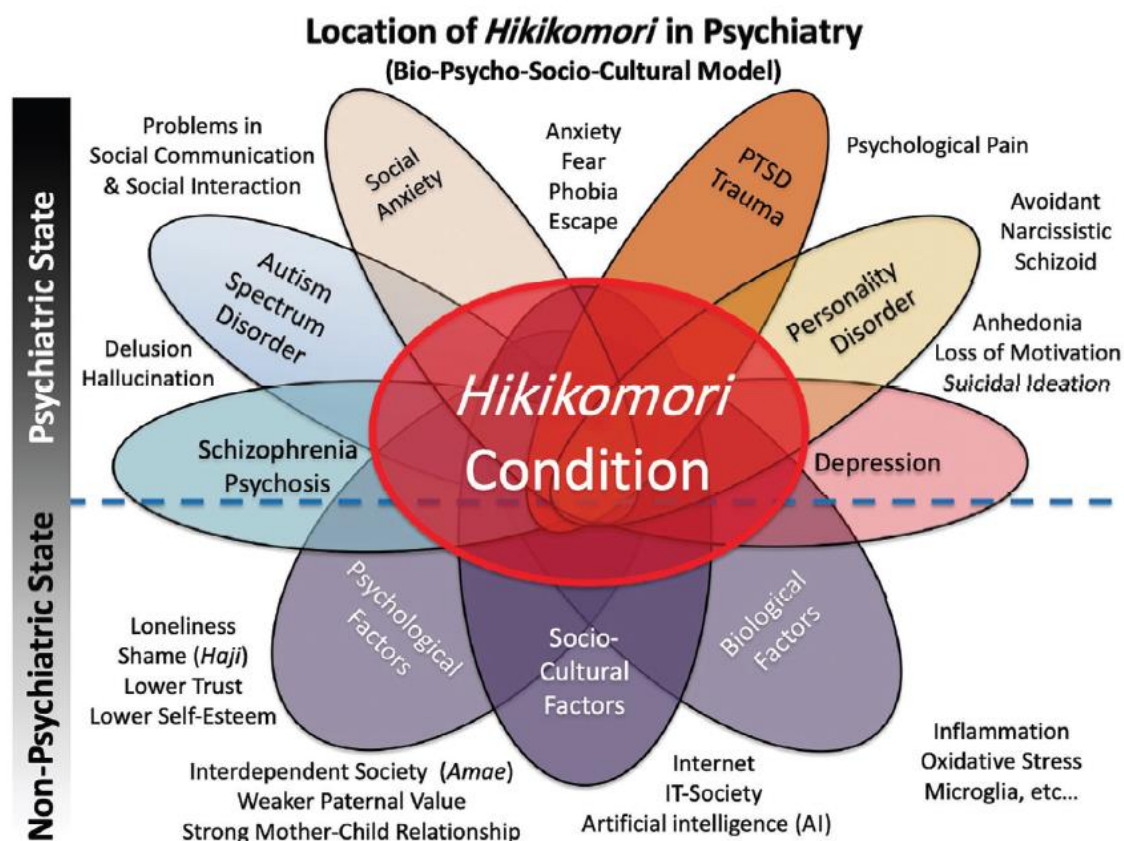 Location of Hikikomori in Psychiatry
(Bio-Psycho-Socio-Cultural Model)
Psychiatric State
Non-Psychiatric State
Problems in
Social Communication
& Social Interaction
Social
Anxiety
Anxiety
Fear
Phobia
Escape
PTSD
Trauma
Psychological Pain
Avoidant
Narcissistic
Schizoid
Autism
Spectrum
Disorder
Personality
Disorder
Delusion
Hallucination
Anhedonia
Loss of Motivation
Suicidal Ideation
Schizophrenia
Psychosis
Hikikomori
Condition
Depression
Psychological
Factors
Socio-
Cultural
Factors
Biological
Factors
Loneliness
Shame (Haji)
Lower Trust
Lower Self-Esteem
Interdependent Society (Amae)
Weaker Paternal Value
Strong Mother-Child Relationship
Internet
IT-Society
Artificial intelligence (AI)
Inflammation
Oxidative Stress
Microglia, etc...